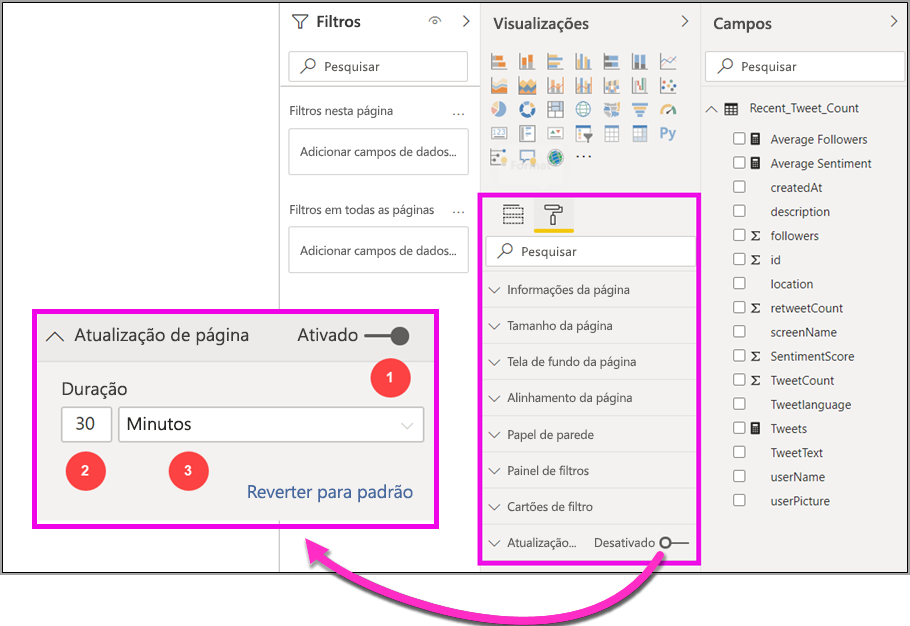 Filtros
Pesquisar
Filtros nesta página
...
Adicionar campos de dados...
Filtros em todas as páginas
...
Adicionar campos de dados...
Visualizações
123
Py
...
Pesquisar
Informações da página
Tamanho da página
Tela de fundo da página
Alinhamento da página
Papel de parede
Painel de filtros
Cartões de filtro
Atualização... Desativado
Campos
Pesquisar
Recent_Tweet_Count
Average Followers
Average Sentiment
createdAt
description
Σ followers
Σ id
location
Σ retweetCount
screenName
Σ SentimentScore
Σ TweetCount
Tweetlanguage
Tweets
TweetText
userName
userPicture
Atualização de página Ativado
1
Duração
30 Minutos
2 3
Reverter para padrão